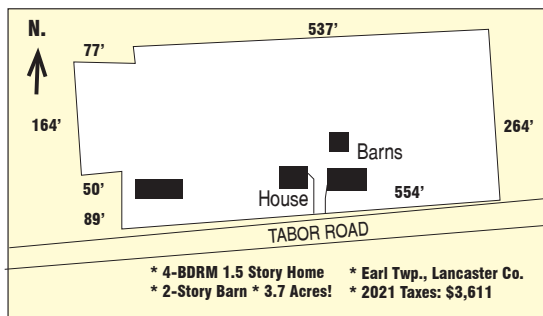 N.
537’
77’
164’
264’
Barns
50’
House
554’
89’
TABOR ROAD
* 4-BDRM 1.5 Story Home * Earl Twp., Lancaster Co.
* 2-Story Barn * 3.7 Acres! * 2021 Taxes: $3,611